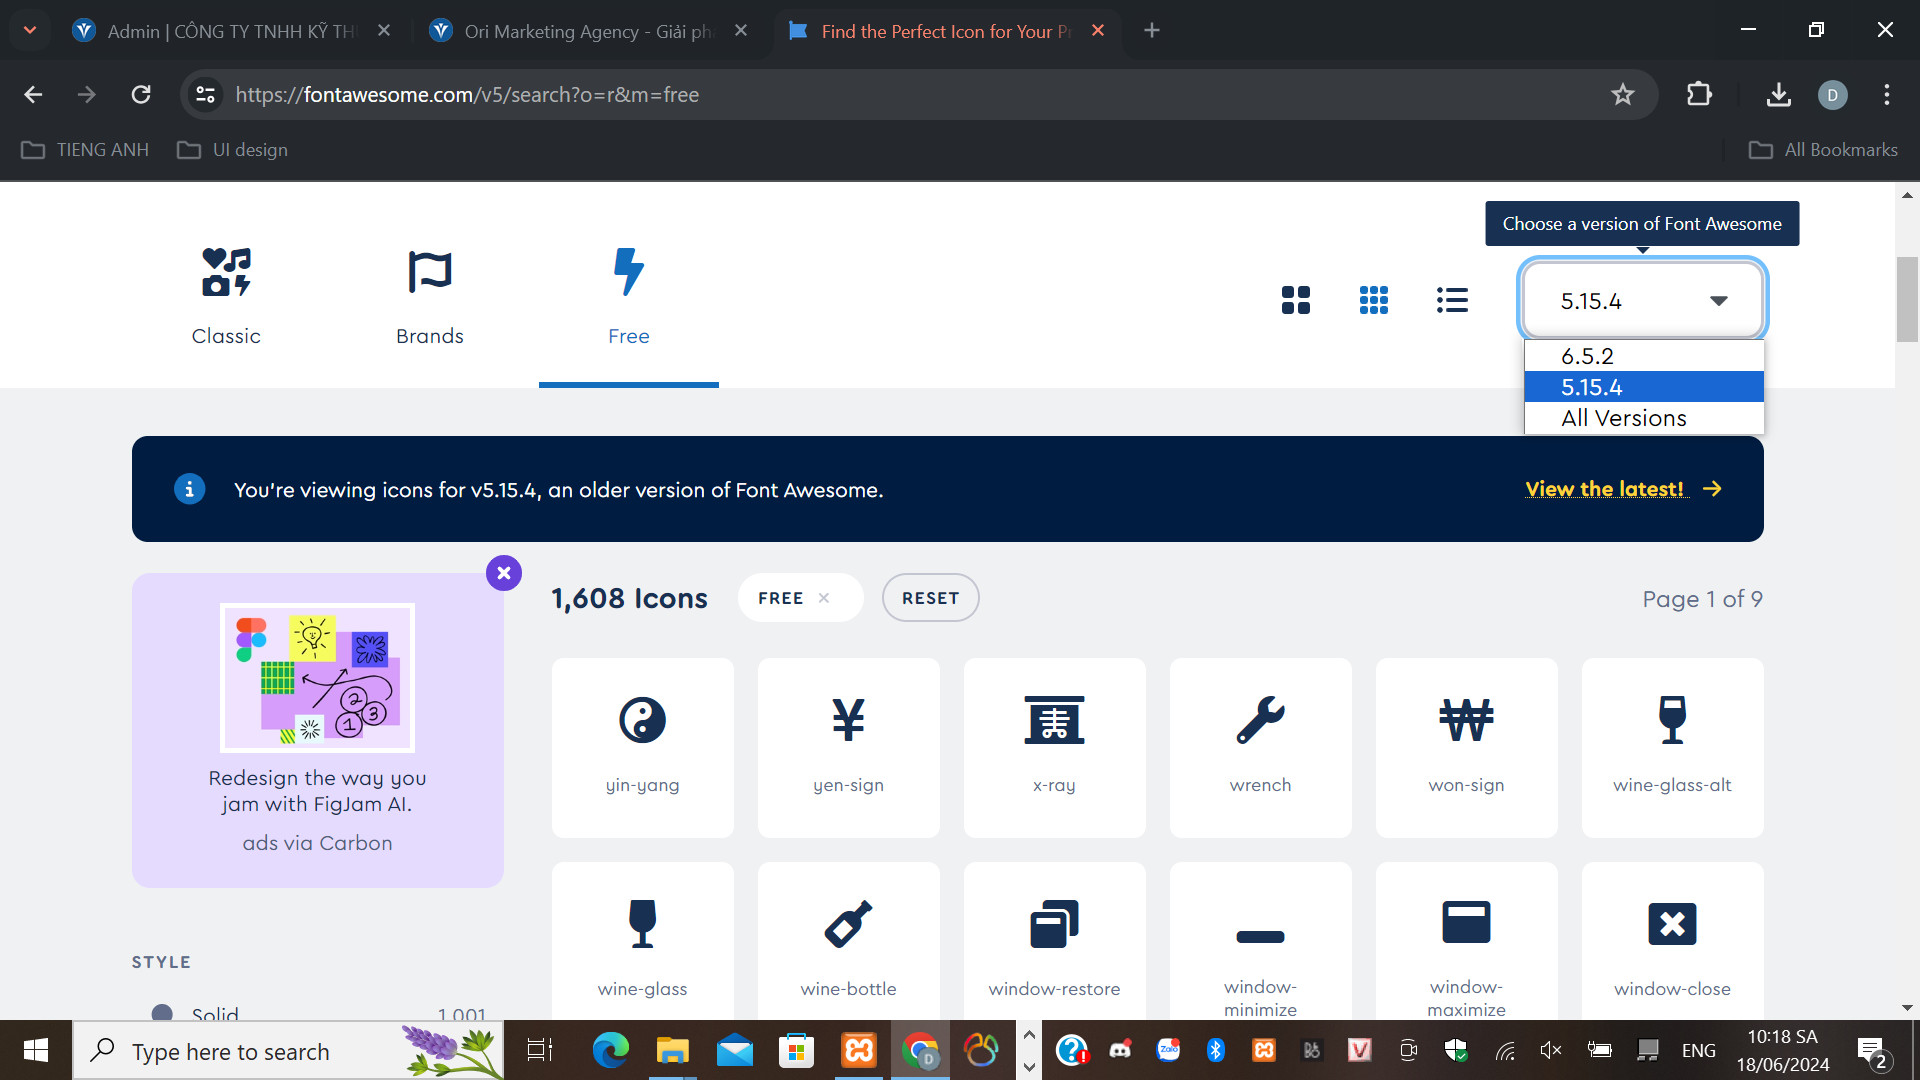 Admin | CÔNG TY TNHH KỸ TH
Ori Marketing Agency - Giải ph
Find the Perfect Icon for Your Pr
https://fontawesome.com/v5/search?o=r&m=free
D
TIENG ANH
UI design
All Bookmarks
Choose a version of Font Awesome
Classic
Brands
Free
5.15.4
6.5.2
5.15.4
All Versions
You're viewing icons for v5.15.4, an older version of Font Awesome.
View the latest!
1,608 Icons
FREE
RESET
Page 1 of 9
Redesign the way you
jam with FigJam AI.
ads via Carbon
yin-yang
yen-sign
x-ray
wrench
won-sign
wine-glass-alt
wine-glass
wine-bottle
window-restore
window-
minimize
window-
maximize
window-close
STYLE
Solid
1,001
Type here to search
D
Zalo
ENG
10:18 SA
18/06/2024
2